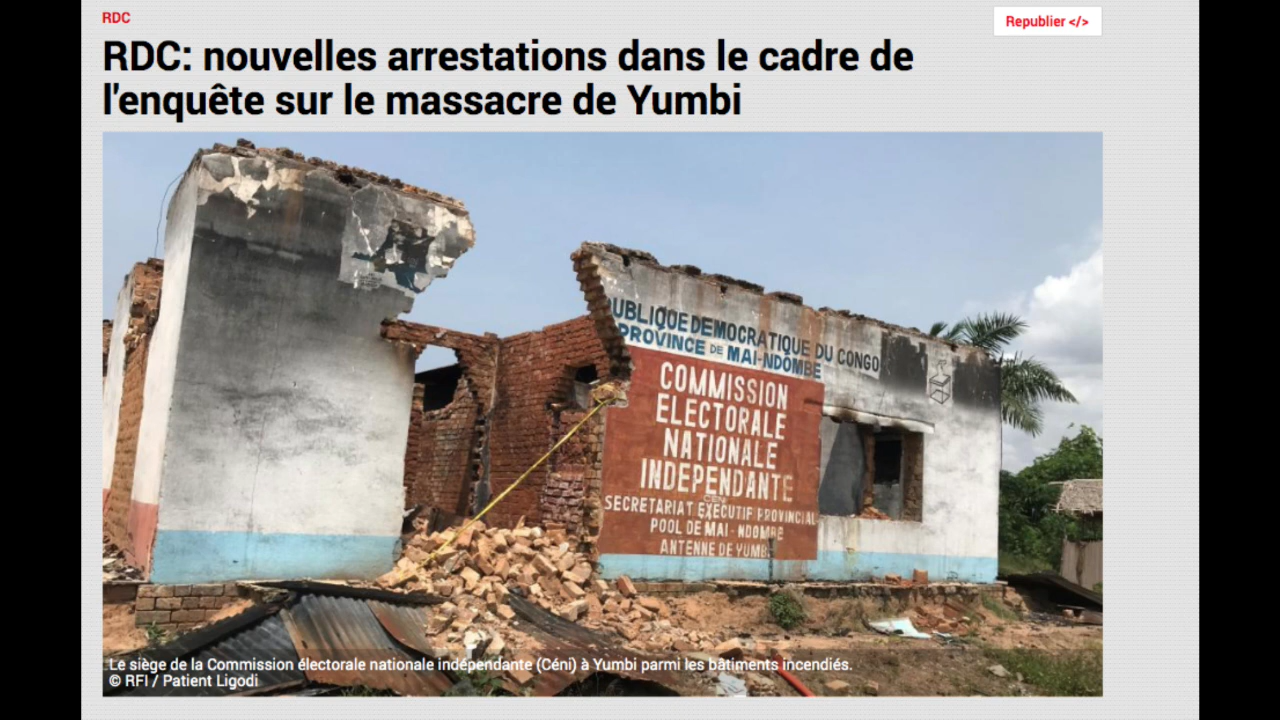 RDC
Republier </>
RDC: nouvelles arrestations dans le cadre de
l'enquête sur le massacre de Yumbi
UBLIQUE DEMOCRATIQUE DU CONGO
PROVINCE DE MAI-NDOMBE
COMMISSION
ELECTORALE
NATIONALE
INDEPENDANTE
CENI
SECRETARIAT EXECUTIF PROVINCIAL
POOL DE MAI-NDOMBE
ANTENNE DE YUMB
Le siège de la Commission électorale nationale indépendante (Céni) à Yumbi parmi les bâtiments incendiés.
© RFI / Patient Ligodi